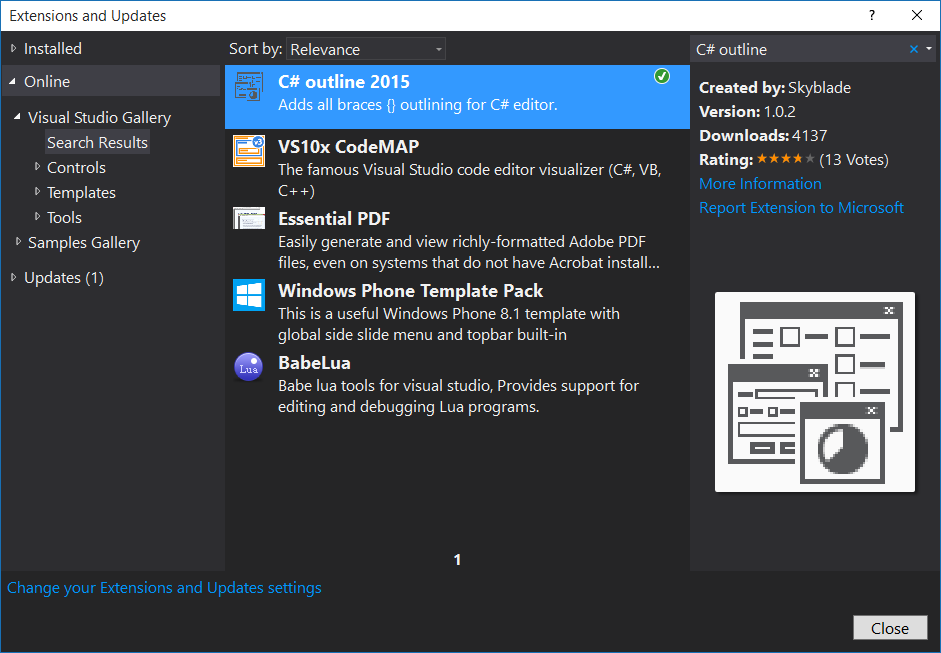 Extensions and Updates
?
Installed
Online
Visual Studio Gallery
Search Results
Controls
Templates
Tools
Samples Gallery
Updates (1)
Sort by: Relevance
C# outline 2015
Adds all braces {} outlining for C# editor.
VS10x CodeMAP
The famous Visual Studio code editor visualizer (C#, VB,
C++)
Essential PDF
Easily generate and view richly-formatted Adobe PDF
files, even on systems that do not have Acrobat install...
Windows Phone Template Pack
This is a useful Windows Phone 8.1 template with
global side slide menu and topbar built-in
Lua
BabeLua
Babe lua tools for visual studio, Provides support for
editing and debugging Lua programs.
1
C# outline
Created by: Skyblade
Version: 1.0.2
Downloads: 4137
Rating: (13 Votes)
More Information
Report Extension to Microsoft
Change your Extensions and Updates settings
Close